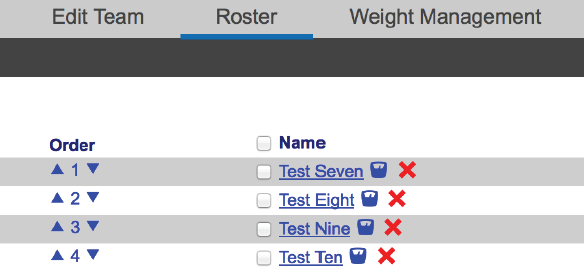 Edit Team Roster Weight Management
Order Name
1 Test Seven
2 Test Eight
3 Test Nine
4 Test Ten